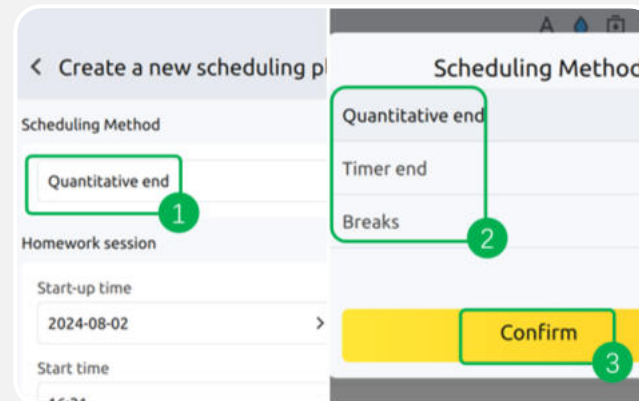 A
Create a new scheduling pl
Scheduling Method
Quantitative end
1
Homework session
Start-up time
2024-08-02
Start time
Scheduling Method
Quantitative end
Timer end
Breaks
2
Confirm
3